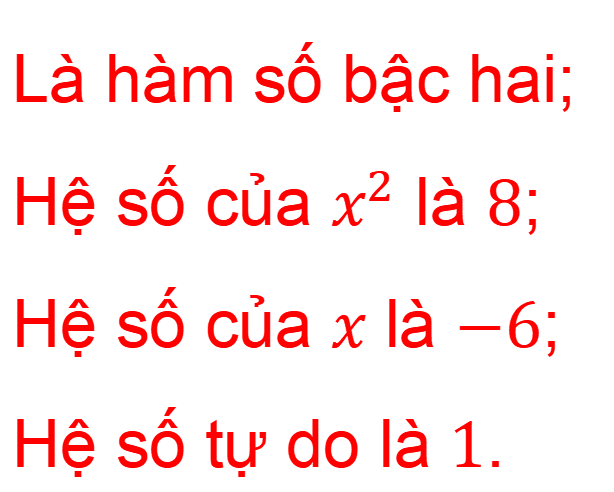 Là hàm số bậc hai;
Hệ số của $x^2$ là 8;
Hệ số của $x$ là −6;
Hệ số tự do là 1.